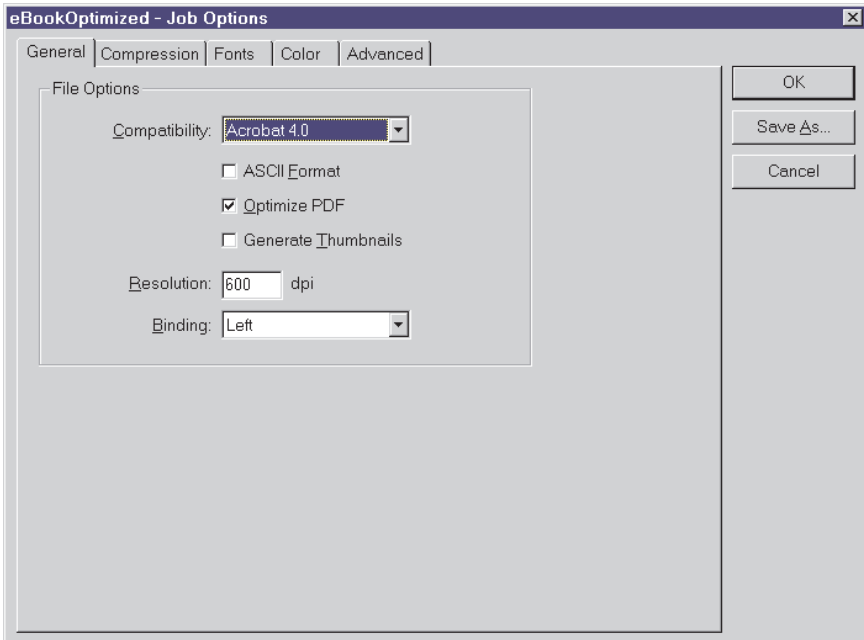 eBookOptimized - Job Options
General Compression Fonts Color Advanced
File Options
Compatibility: Acrobat 4.0
ASCII Format
Optimize PDF
Generate Thumbnails
Resolution: 600 dpi
Binding: Left
OK
Save As...
Cancel